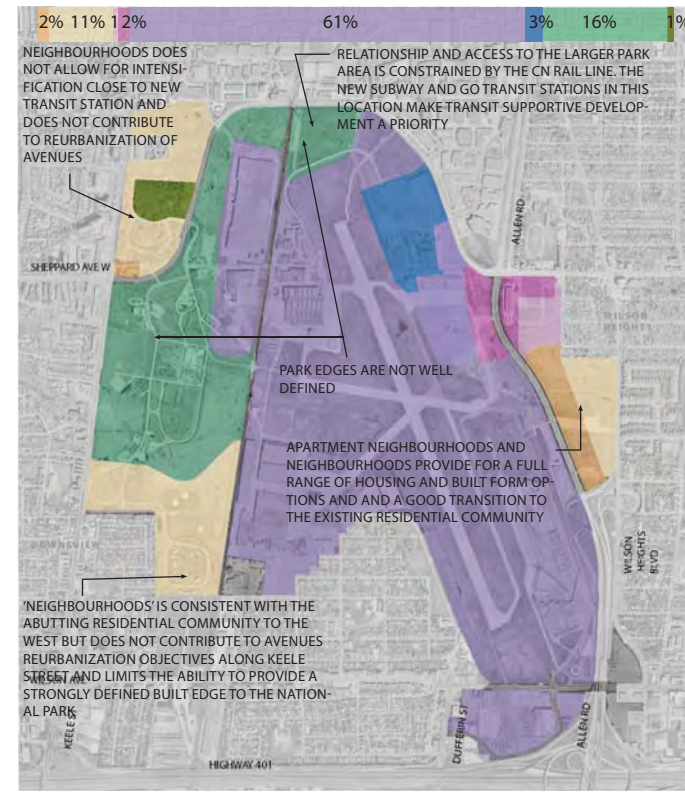 2% 11% 1 2% 61% 3% 16% 1%
NEIGHBOURHOODS DOES
NOT ALLOW FOR INTENSI-
FICATION CLOSE TO NEW
TRANSIT STATION AND
DOES NOT CONTRIBUTE
TO REURBANIZATION OF
AVENUES
RELATIONSHIP AND ACCESS TO THE LARGER PARK
AREA IS CONSTRAINED BY THE CN RAIL LINE. THE
NEW SUBWAY AND GO TRANSIT STATIONS IN THIS
LOCATION MAKE TRANSIT SUPPORTIVE DEVELOP-
MENT A PRIORITY
ALLEN RD
SHEPPARD AVE W
WILSON
HEIGHTS
PARK EDGES ARE NOT WELL
DEFINED
APARTMENT NEIGHBOURHOODS AND
NEIGHBOURHOODS PROVIDE FOR A FULL
RANGE OF HOUSING AND BUILT FORM OP-
TIONS AND AND A GOOD TRANSITION TO
THE EXISTING RESIDENTIAL COMMUNITY
DOWNSVIEW
WILSON
HEIGHTS
BLVD
'NEIGHBOURHOODS' IS CONSISTENT WITH THE
ABUTTING RESIDENTIAL COMMUNITY TO THE
WEST BUT DOES NOT CONTRIBUTE TO AVENUES
REURBANIZATION OBJECTIVES ALONG KEELE
STREET AND LIMITS THE ABILITY TO PROVIDE A
STRONGLY DEFINED BUILT EDGE TO THE NATION-
AL PARK
WILSON AVE
KEELE ST
DUFFERIN ST
ALLEN RD
HIGHWAY 401